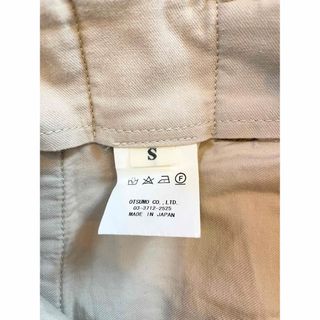 S
OTSUMO CO., LTD.
03-3712-2525
MADE IN JAPAN